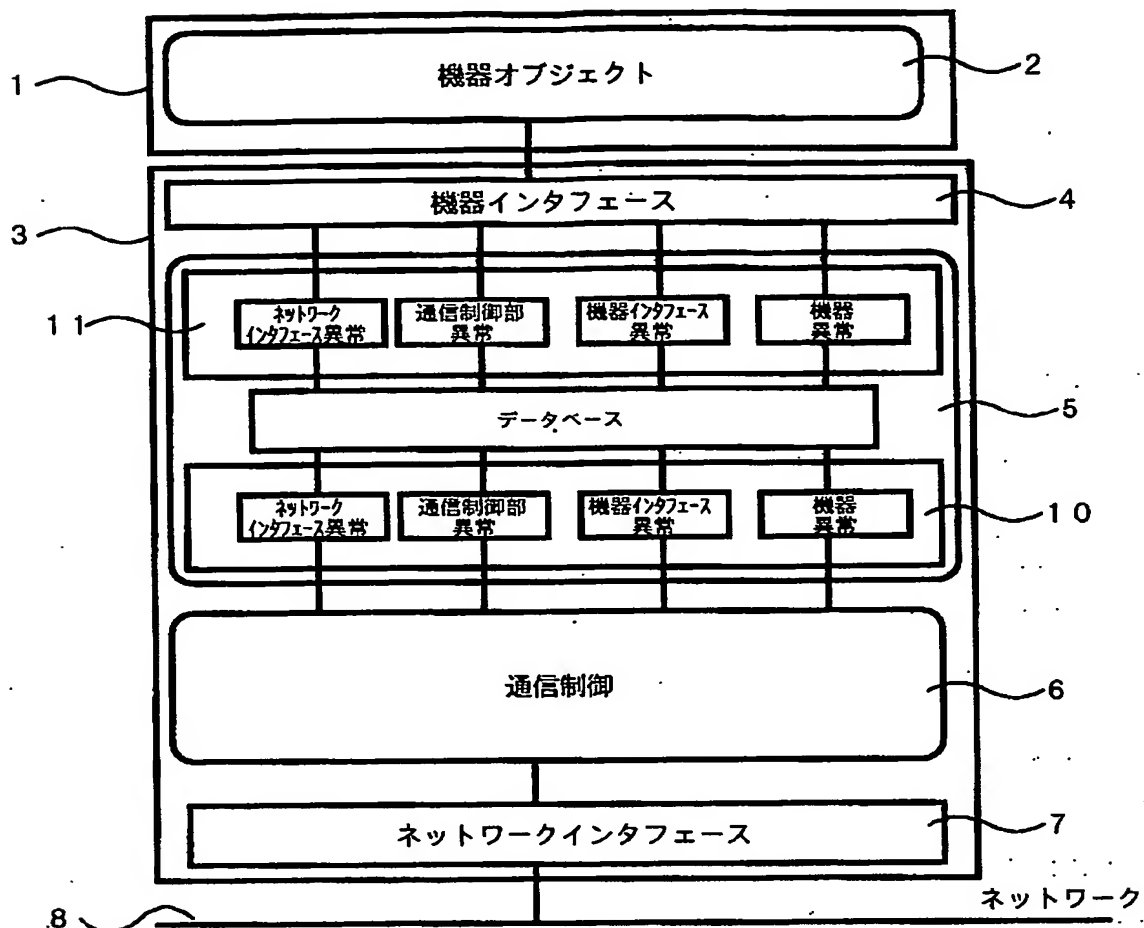 機器オブジェクト
1
2
機器インタフェース
4
3
11
ネットワーク
インタフェース異常
通信制御部
異常
機器インタフェース
異常
機器
異常
データベース
5
ネットワーク
インタフェース異常
通信制御部
異常
機器インタフェース
異常
機器
異常
10
通信制御
6
ネットワークインタフェース
7
ネットワーク
8